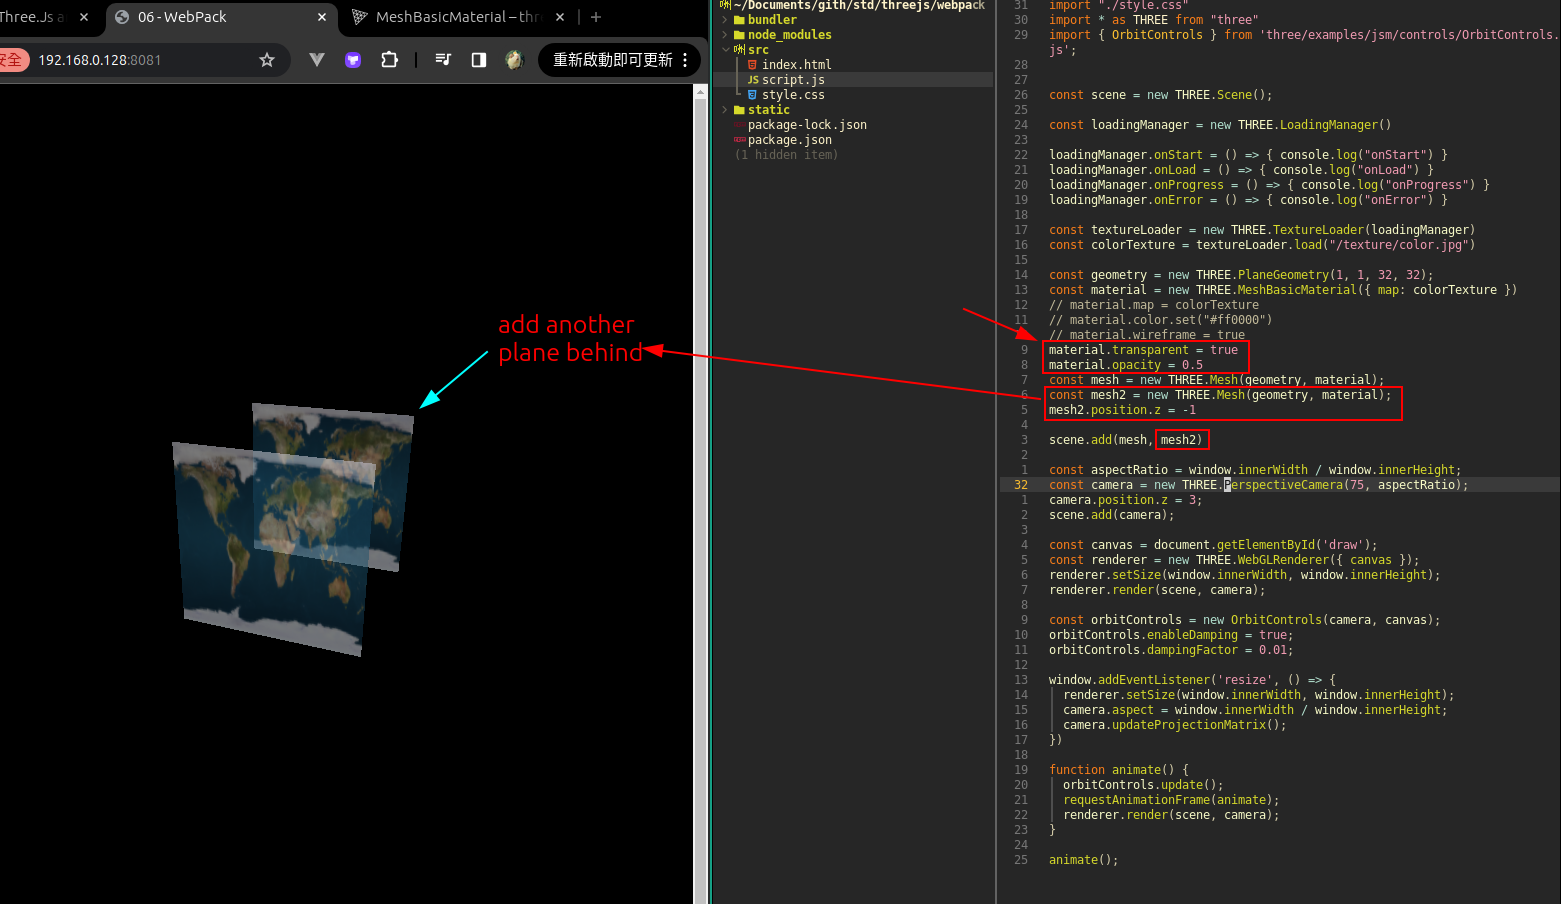 Three.Js a
06 - WebPack
MeshBasicMaterial – thr
安全
192.168.0.128:8081
重新啟動即可更新
add another
plane behind
~/Documents/gith/std/threejs/webpack
bundler
node_modules
src
index.html
JS script.js
style.css
static
package-lock.json
package.json
(1 hidden item)
31 import "./style.css"
30 import * as THREE from "three"
29 import { OrbitControls } from 'three/examples/jsm/controls/OrbitControls.
js';
28
27
26 const scene = new THREE.Scene();
25
24 const loadingManager = new THREE.LoadingManager()
23
22 loadingManager.onStart = () => { console.log("onStart") }
21 loadingManager.onLoad = () => { console.log("onLoad") }
20 loadingManager.onProgress = () => { console.log("onProgress") }
19 loadingManager.onError = () => { console.log("onError") }
18
17 const textureLoader = new THREE.TextureLoader(loadingManager)
16 const colorTexture = textureLoader.load("/texture/color.jpg")
15
14 const geometry = new THREE.PlaneGeometry(1, 1, 32, 32);
13 const material = new THREE.MeshBasicMaterial({ map: colorTexture })
12 // material.map = colorTexture
11 // material.color.set("#ff0000")
// material.wireframe = true
9 material.transparent = true
8 material.opacity = 0.5
7 const mesh = new THREE.Mesh(geometry, material);
6 const mesh2 = new THREE.Mesh(geometry, material);
5 mesh2.position.z = -1
4
3 scene.add(mesh, mesh2)
2
1 const aspectRatio = window.innerWidth / window.innerHeight;
32 const camera = new THREE.PerspectiveCamera(75, aspectRatio);
1 camera.position.z = 3;
2 scene.add(camera);
3
4 const canvas = document.getElementById('draw');
5 const renderer = new THREE.WebGLRenderer({ canvas });
6 renderer.setSize(window.innerWidth, window.innerHeight);
7 renderer.render(scene, camera);
8
9 const orbitControls = new OrbitControls(camera, canvas);
10 orbitControls.enableDamping = true;
11 orbitControls.dampingFactor = 0.01;
12
13 window.addEventListener('resize', () => {
14 renderer.setSize(window.innerWidth, window.innerHeight);
15 camera.aspect = window.innerWidth / window.innerHeight;
16 camera.updateProjectionMatrix();
17 })
18
19 function animate() {
20 orbitControls.update();
21 requestAnimationFrame(animate);
22 renderer.render(scene, camera);
23 }
24
25 animate();